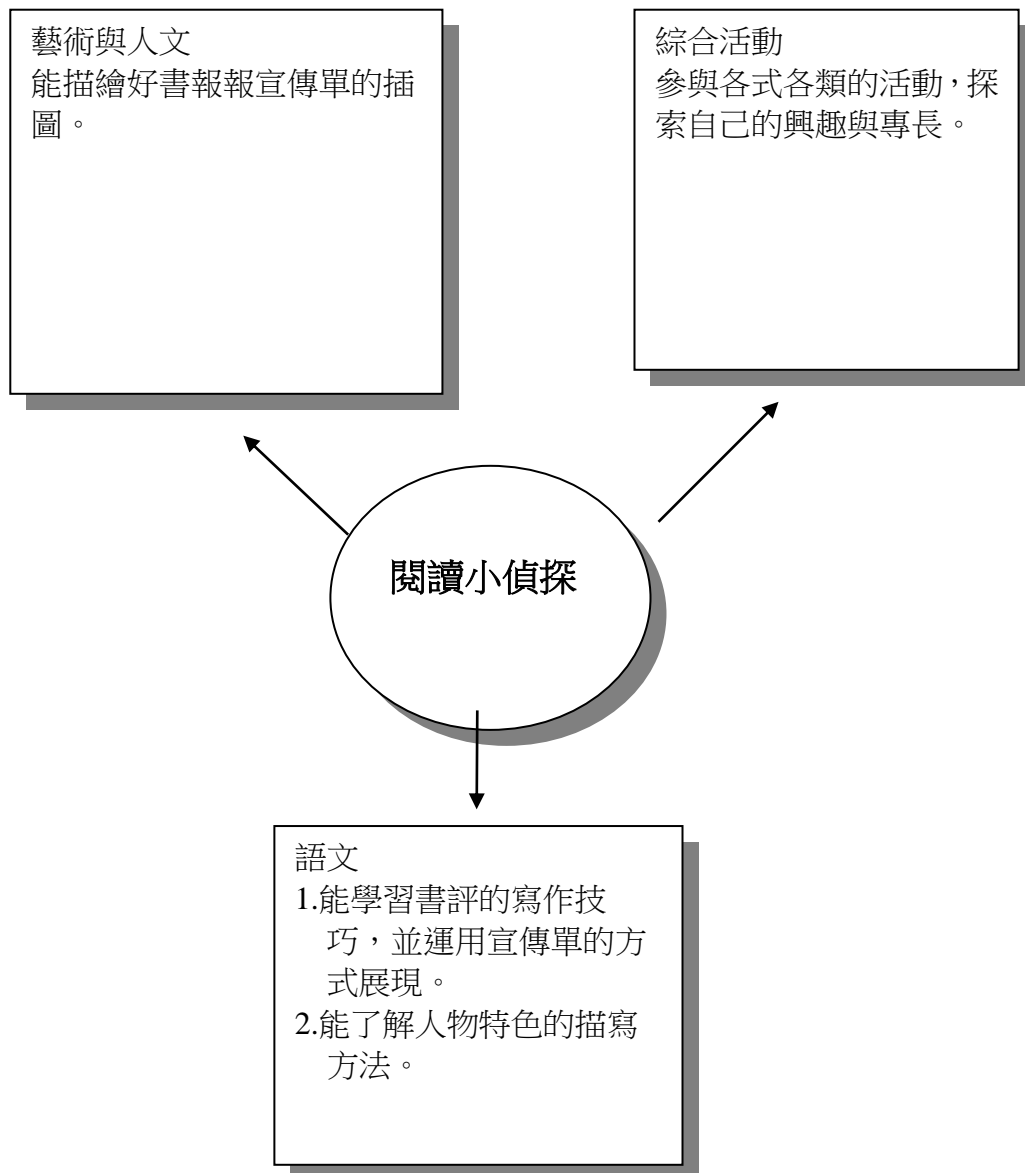 藝術與人文
能描繪好書報報宣傳單的插
圖。
綜合活動
參與各式各類的活動，探
索自己的興趣與專長。
閱讀小偵探
語文
1.能學習書評的寫作技
巧，並運用宣傳單的方
式展現。
2.能了解人物特色的描寫
方法。